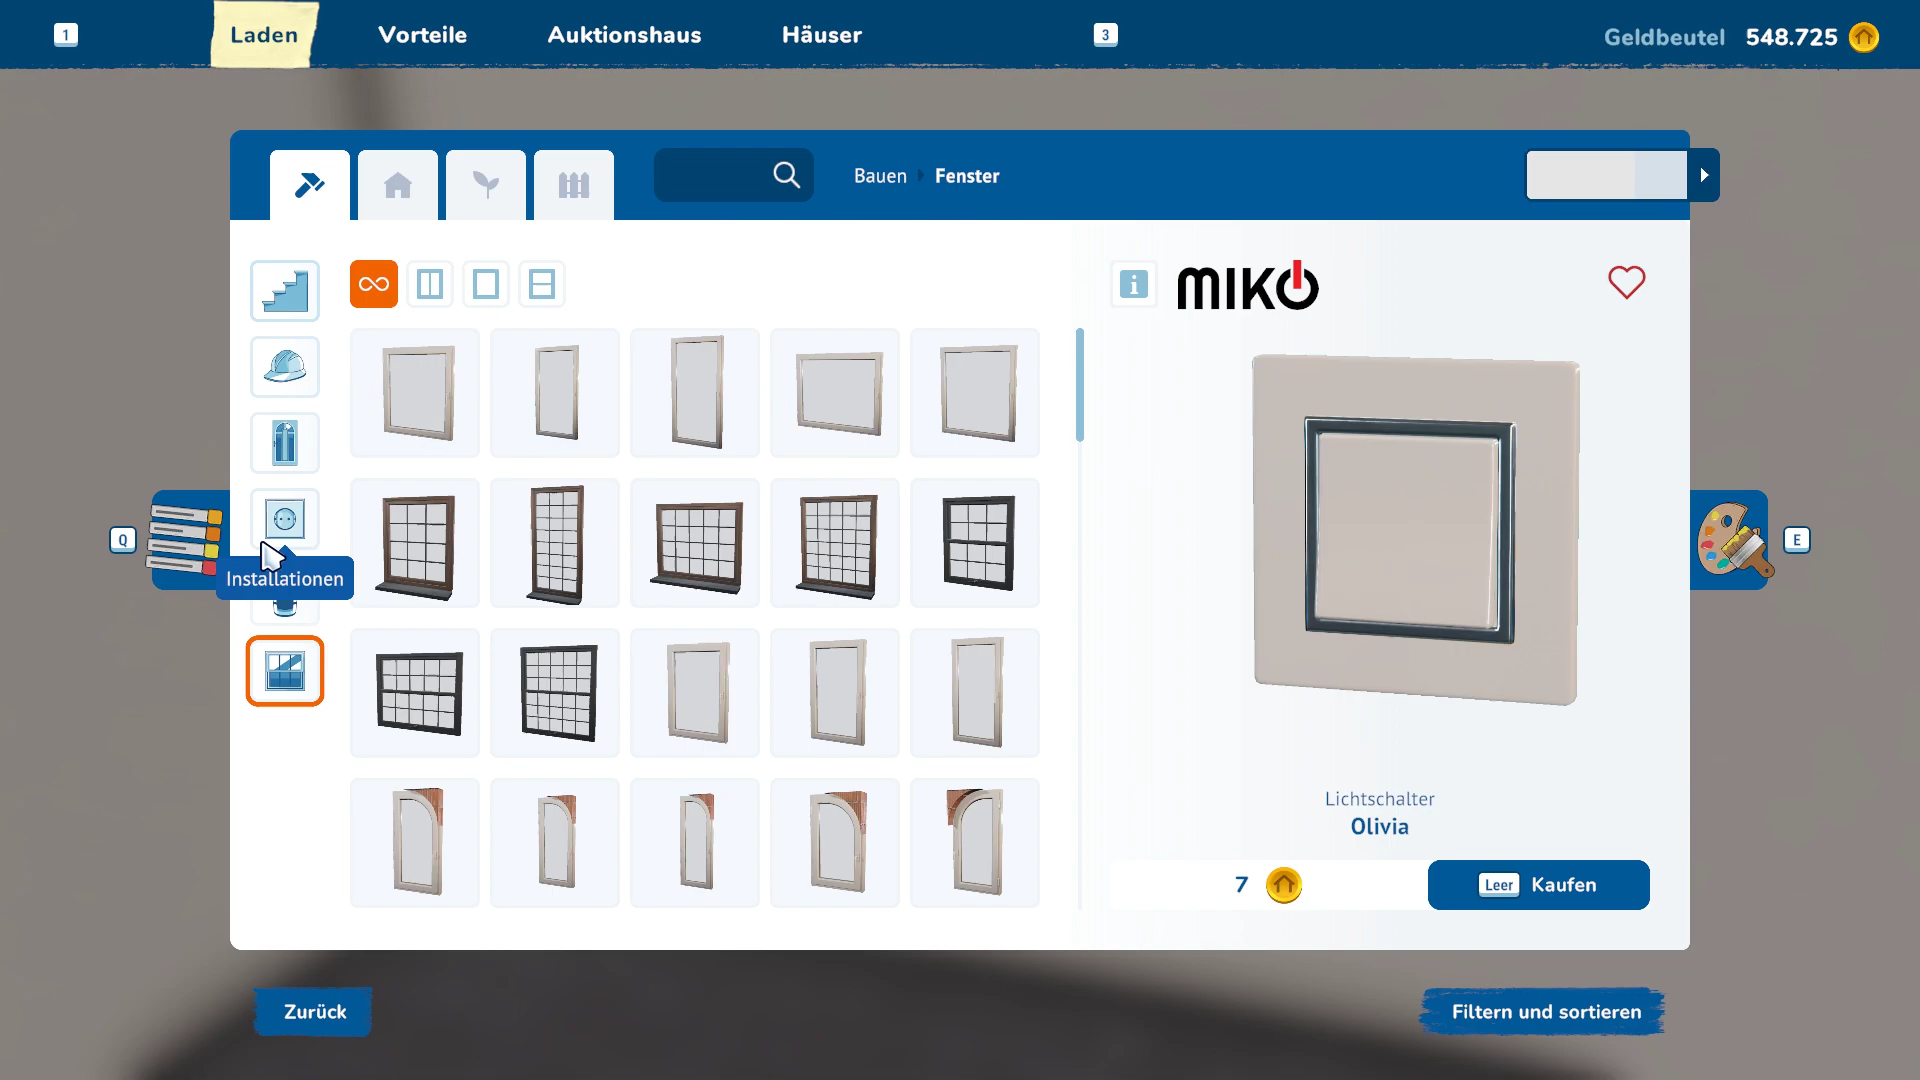 1
Laden
Vorteile
Auktionshaus
Häuser
3
Geldbeutel 548.725
Bauen Fenster
i
MIKO
Q
Installationen
E
Lichtschalter
Olivia
7
Leer Kaufen
Zurück
Filtern und sortieren